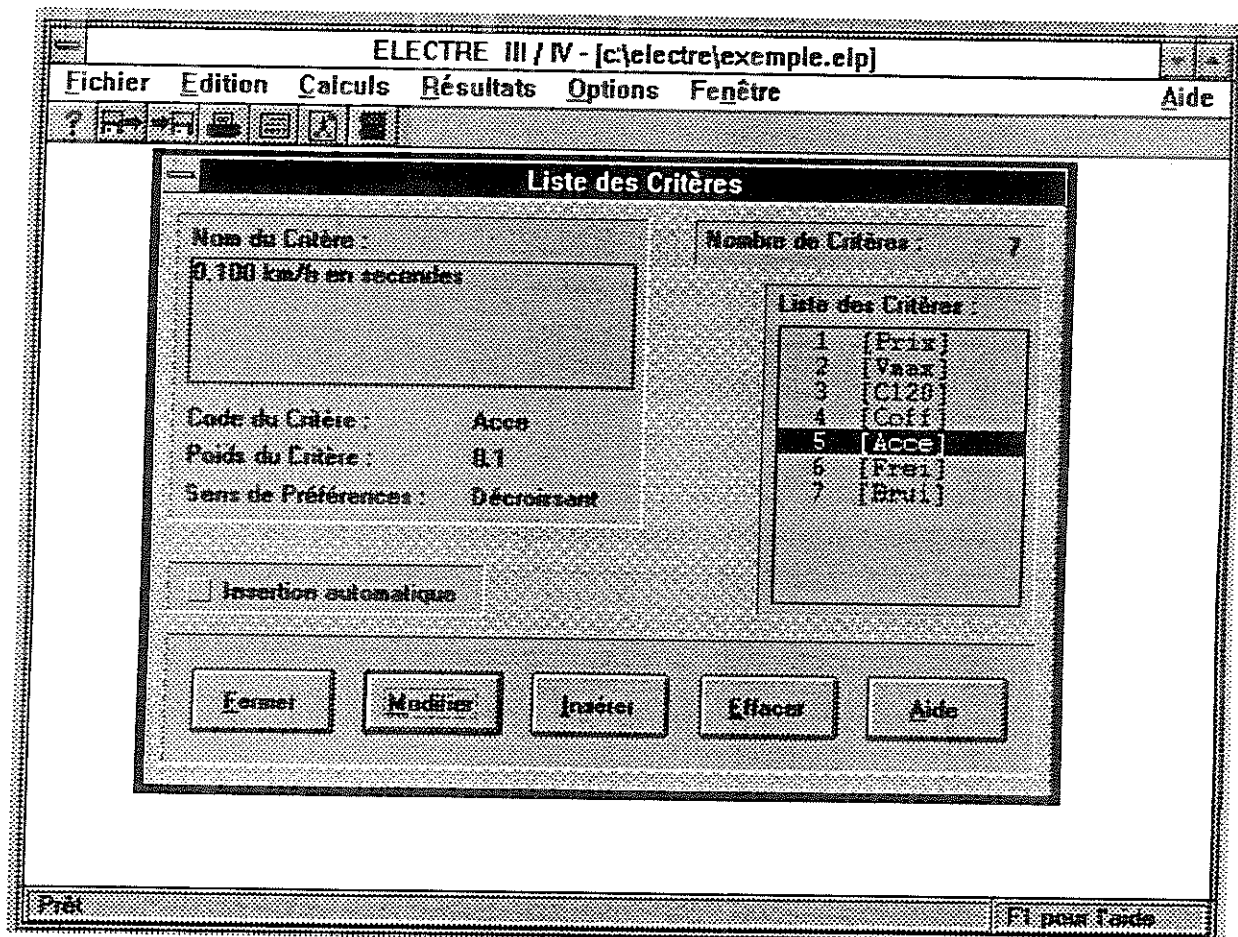 ELECTRE III / IV - [c:\electre\exemple.elp]
Fichier Edition Calculs Résultats Options Fenêtre Aide
?
Liste des Critères
Nom du Critère :
0.100 km/h en secondes
Code du Critère : Acce
Poids du Critère : 0.1
Sens de Préférences : Décroissant
Insertion automatique
Nombre de Critères : 7
Liste des Critères :
1 [Prix]
2 [Vmax]
3 [C120]
4 [Coff]
5 [Acce]
6 [Frei]
7 [Brui]
Fermer Modifier Insérer Effacer Aide
Prêt F1 pour l'aide